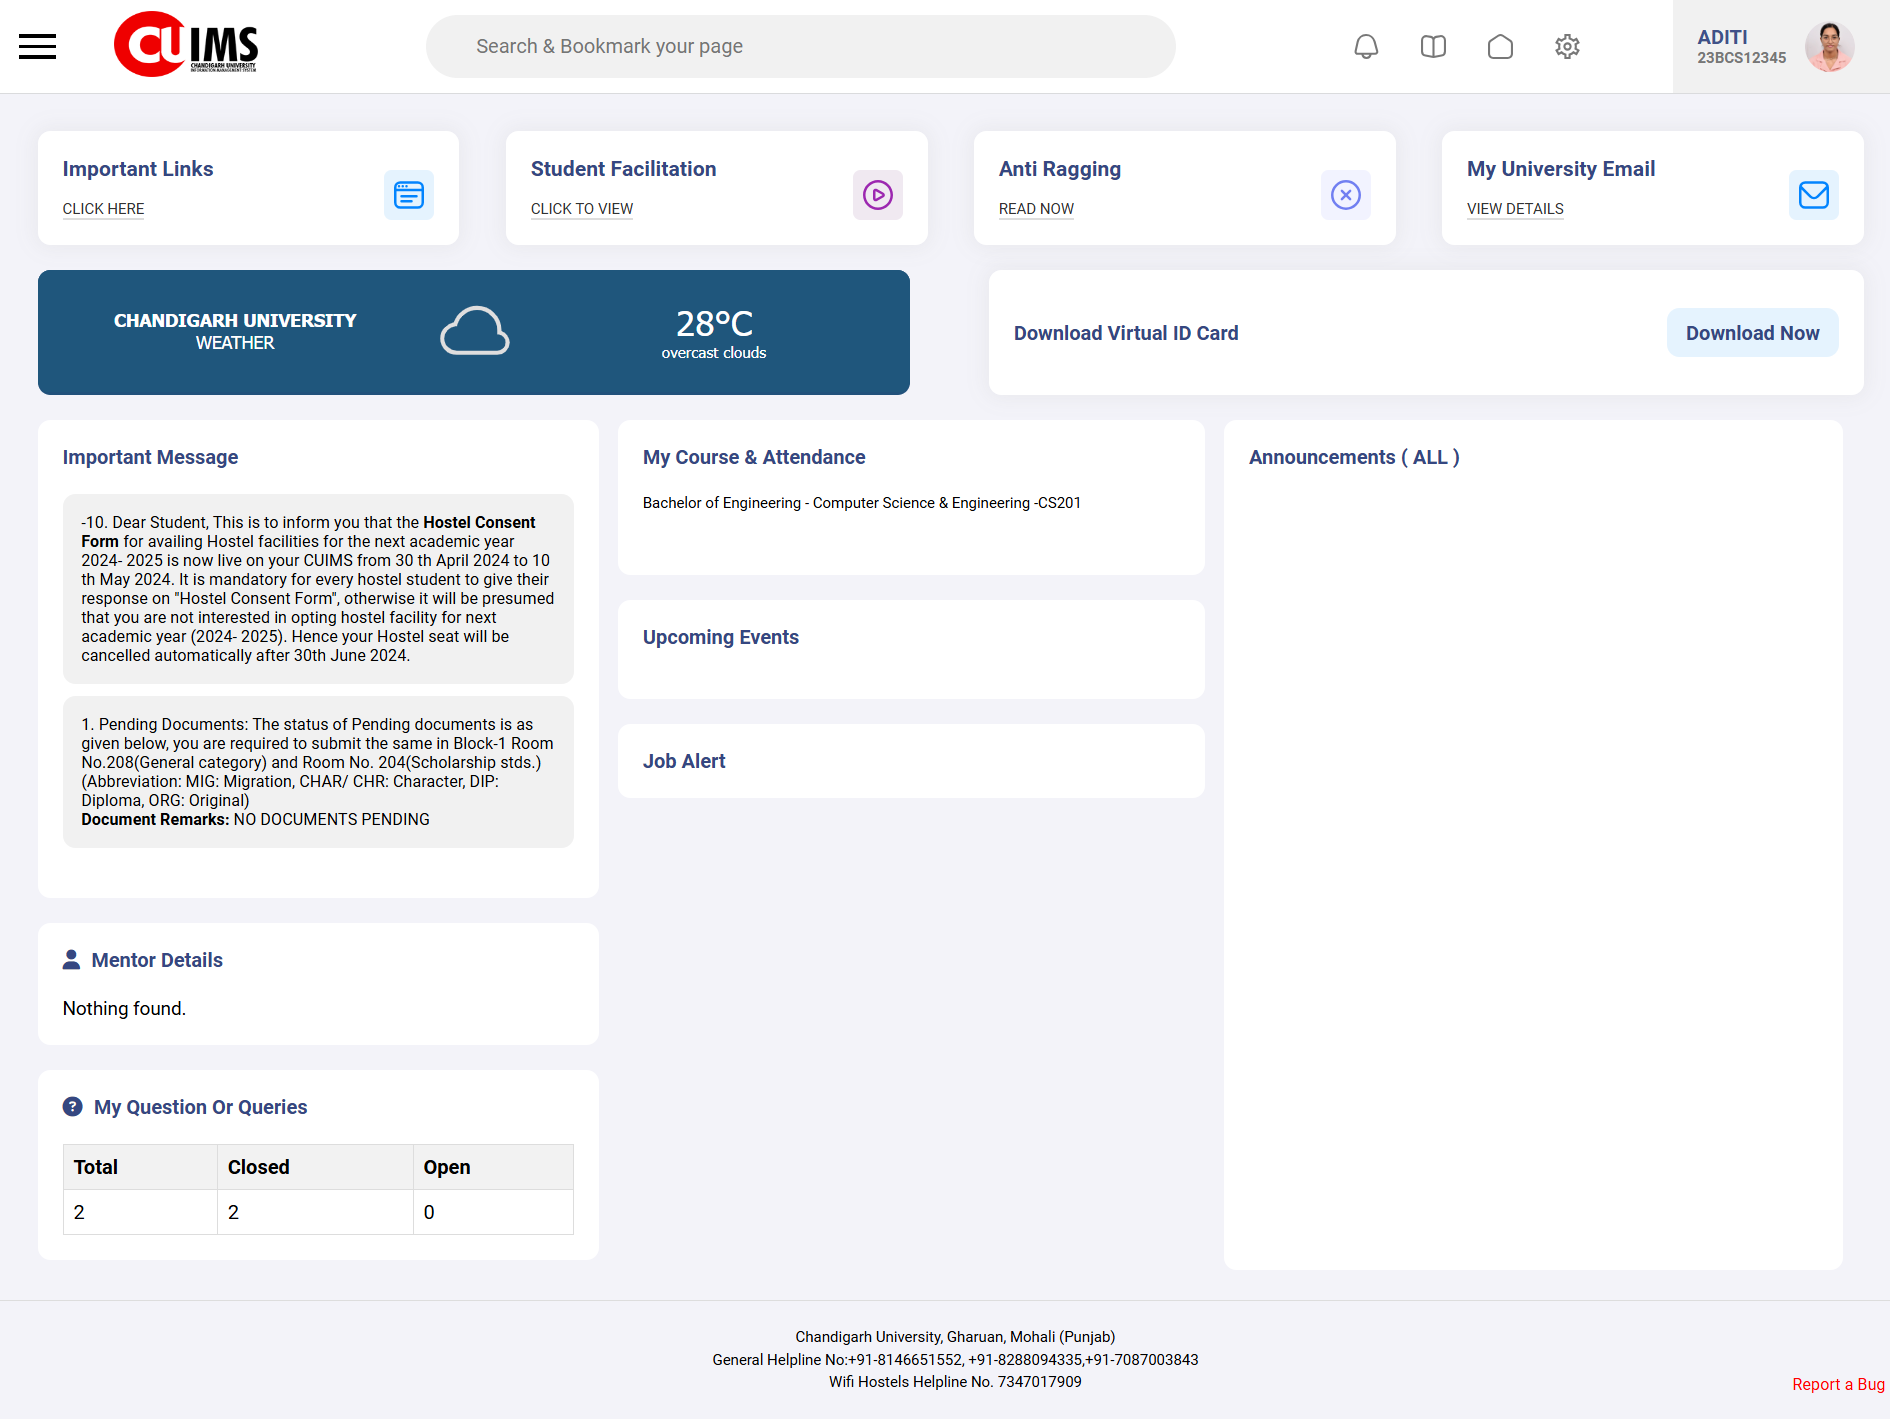 CU IMS
CHANDIGARH UNIVERSITY
INFORMATION MANAGEMENT SYSTEM
Search & Bookmark your page
ADITI
23BCS12345
Important Links
CLICK HERE
Student Facilitation
CLICK TO VIEW
Anti Ragging
READ NOW
My University Email
VIEW DETAILS
CHANDIGARH UNIVERSITY
WEATHER
28°C
overcast clouds
Download Virtual ID Card
Download Now
Important Message
-10. Dear Student, This is to inform you that the Hostel Consent
Form for availing Hostel facilities for the next academic year
2024- 2025 is now live on your CUIMS from 30 th April 2024 to 10
th May 2024. It is mandatory for every hostel student to give their
response on "Hostel Consent Form", otherwise it will be presumed
that you are not interested in opting hostel facility for next
academic year (2024- 2025). Hence your Hostel seat will be
cancelled automatically after 30th June 2024.
1. Pending Documents: The status of Pending documents is as
given below, you are required to submit the same in Block-1 Room
No.208(General category) and Room No. 204(Scholarship stds.)
(Abbreviation: MIG: Migration, CHAR/ CHR: Character, DIP:
Diploma, ORG: Original)
Document Remarks: NO DOCUMENTS PENDING
Mentor Details
Nothing found.
My Question Or Queries
Total Closed Open
2 2 0
My Course & Attendance
Bachelor of Engineering - Computer Science & Engineering -CS201
Upcoming Events
Job Alert
Announcements ( ALL )
Chandigarh University, Gharuan, Mohali (Punjab)
General Helpline No:+91-8146651552, +91-8288094335,+91-7087003843
Wifi Hostels Helpline No. 7347017909
Report a Bug